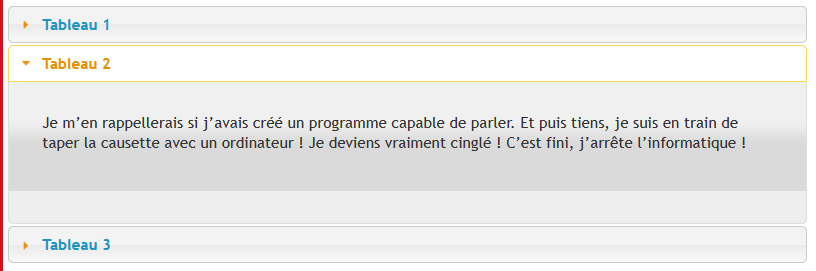 Tableau 1
Tableau 2
Je m’en rappellerais si j’avais créé un programme capable de parler. Et puis tiens, je suis en train de
taper la causette avec un ordinateur ! Je deviens vraiment cinglé ! C’est fini, j’arrête l’informatique !
Tableau 3